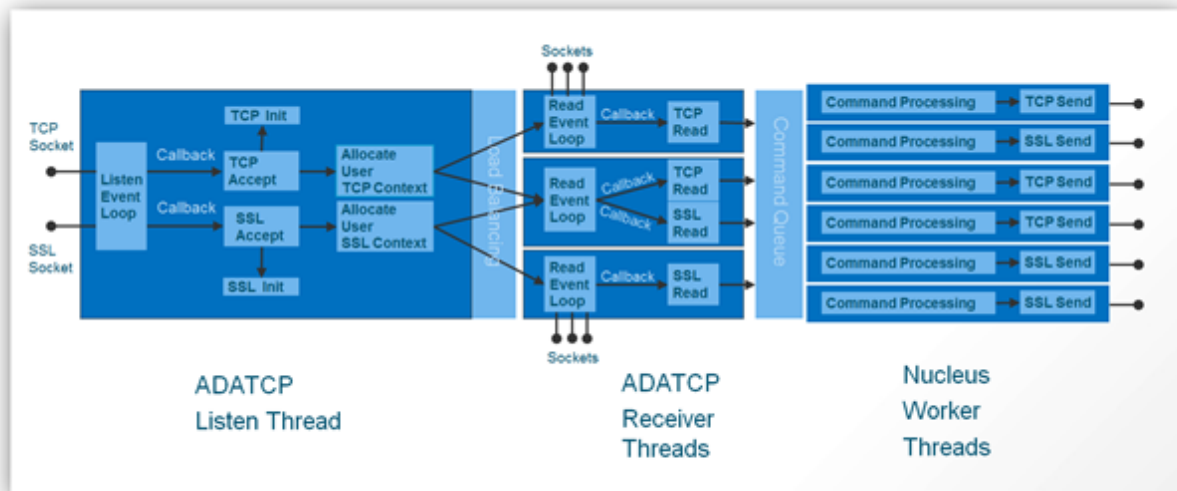 Sockets
TCP
Socket
SSL
Socket
Listen
Event
Loop
Callback
Callback
TCP Init
TCP
Accept
SSL
Accept
SSL Init
Allocate
User
TCP Context
Allocate
User
SSL Context
Load Balancing
Read
Event
Loop
Callback
TCP
Read
Read
Event
Loop
Callback
Callback
TCP
Read
SSL
Read
Read
Event
Loop
Callback
SSL
Read
Sockets
Command Queue
Command Processing
TCP Send
Command Processing
SSL Send
Command Processing
TCP Send
Command Processing
TCP Send
Command Processing
SSL Send
Command Processing
SSL Send
ADATCP
Listen Thread
ADATCP
Receiver
Threads
Nucleus
Worker
Threads